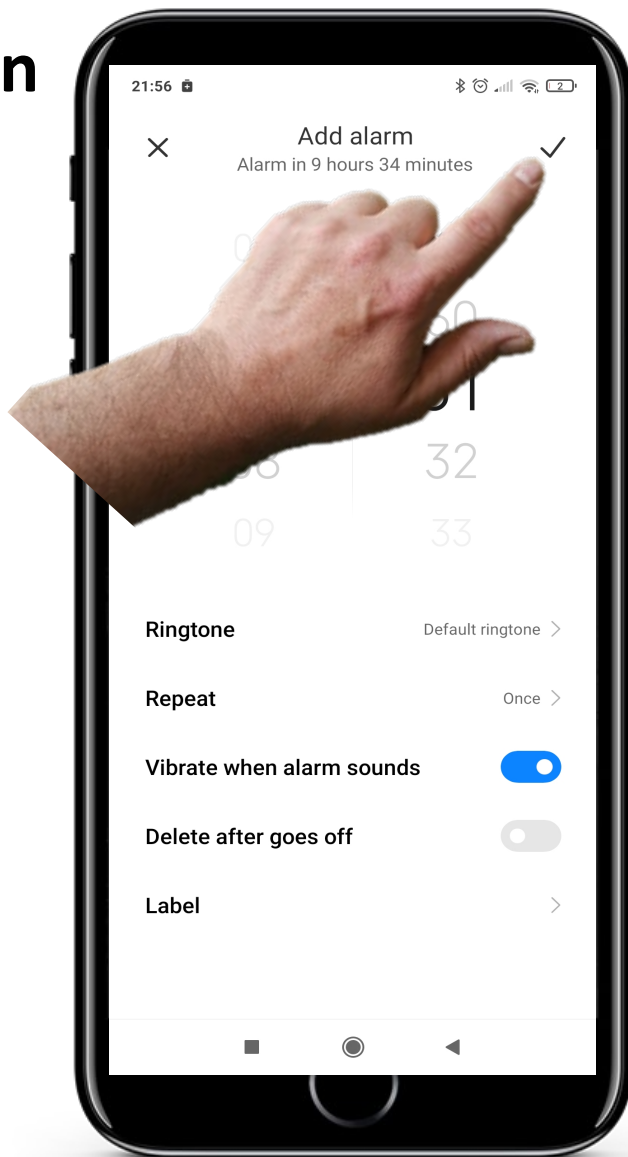 n
21:56
2
Add alarm
Alarm in 9 hours 34 minutes
32
09 33
Ringtone Default ringtone
Repeat Once
Vibrate when alarm sounds
Delete after goes off
Label